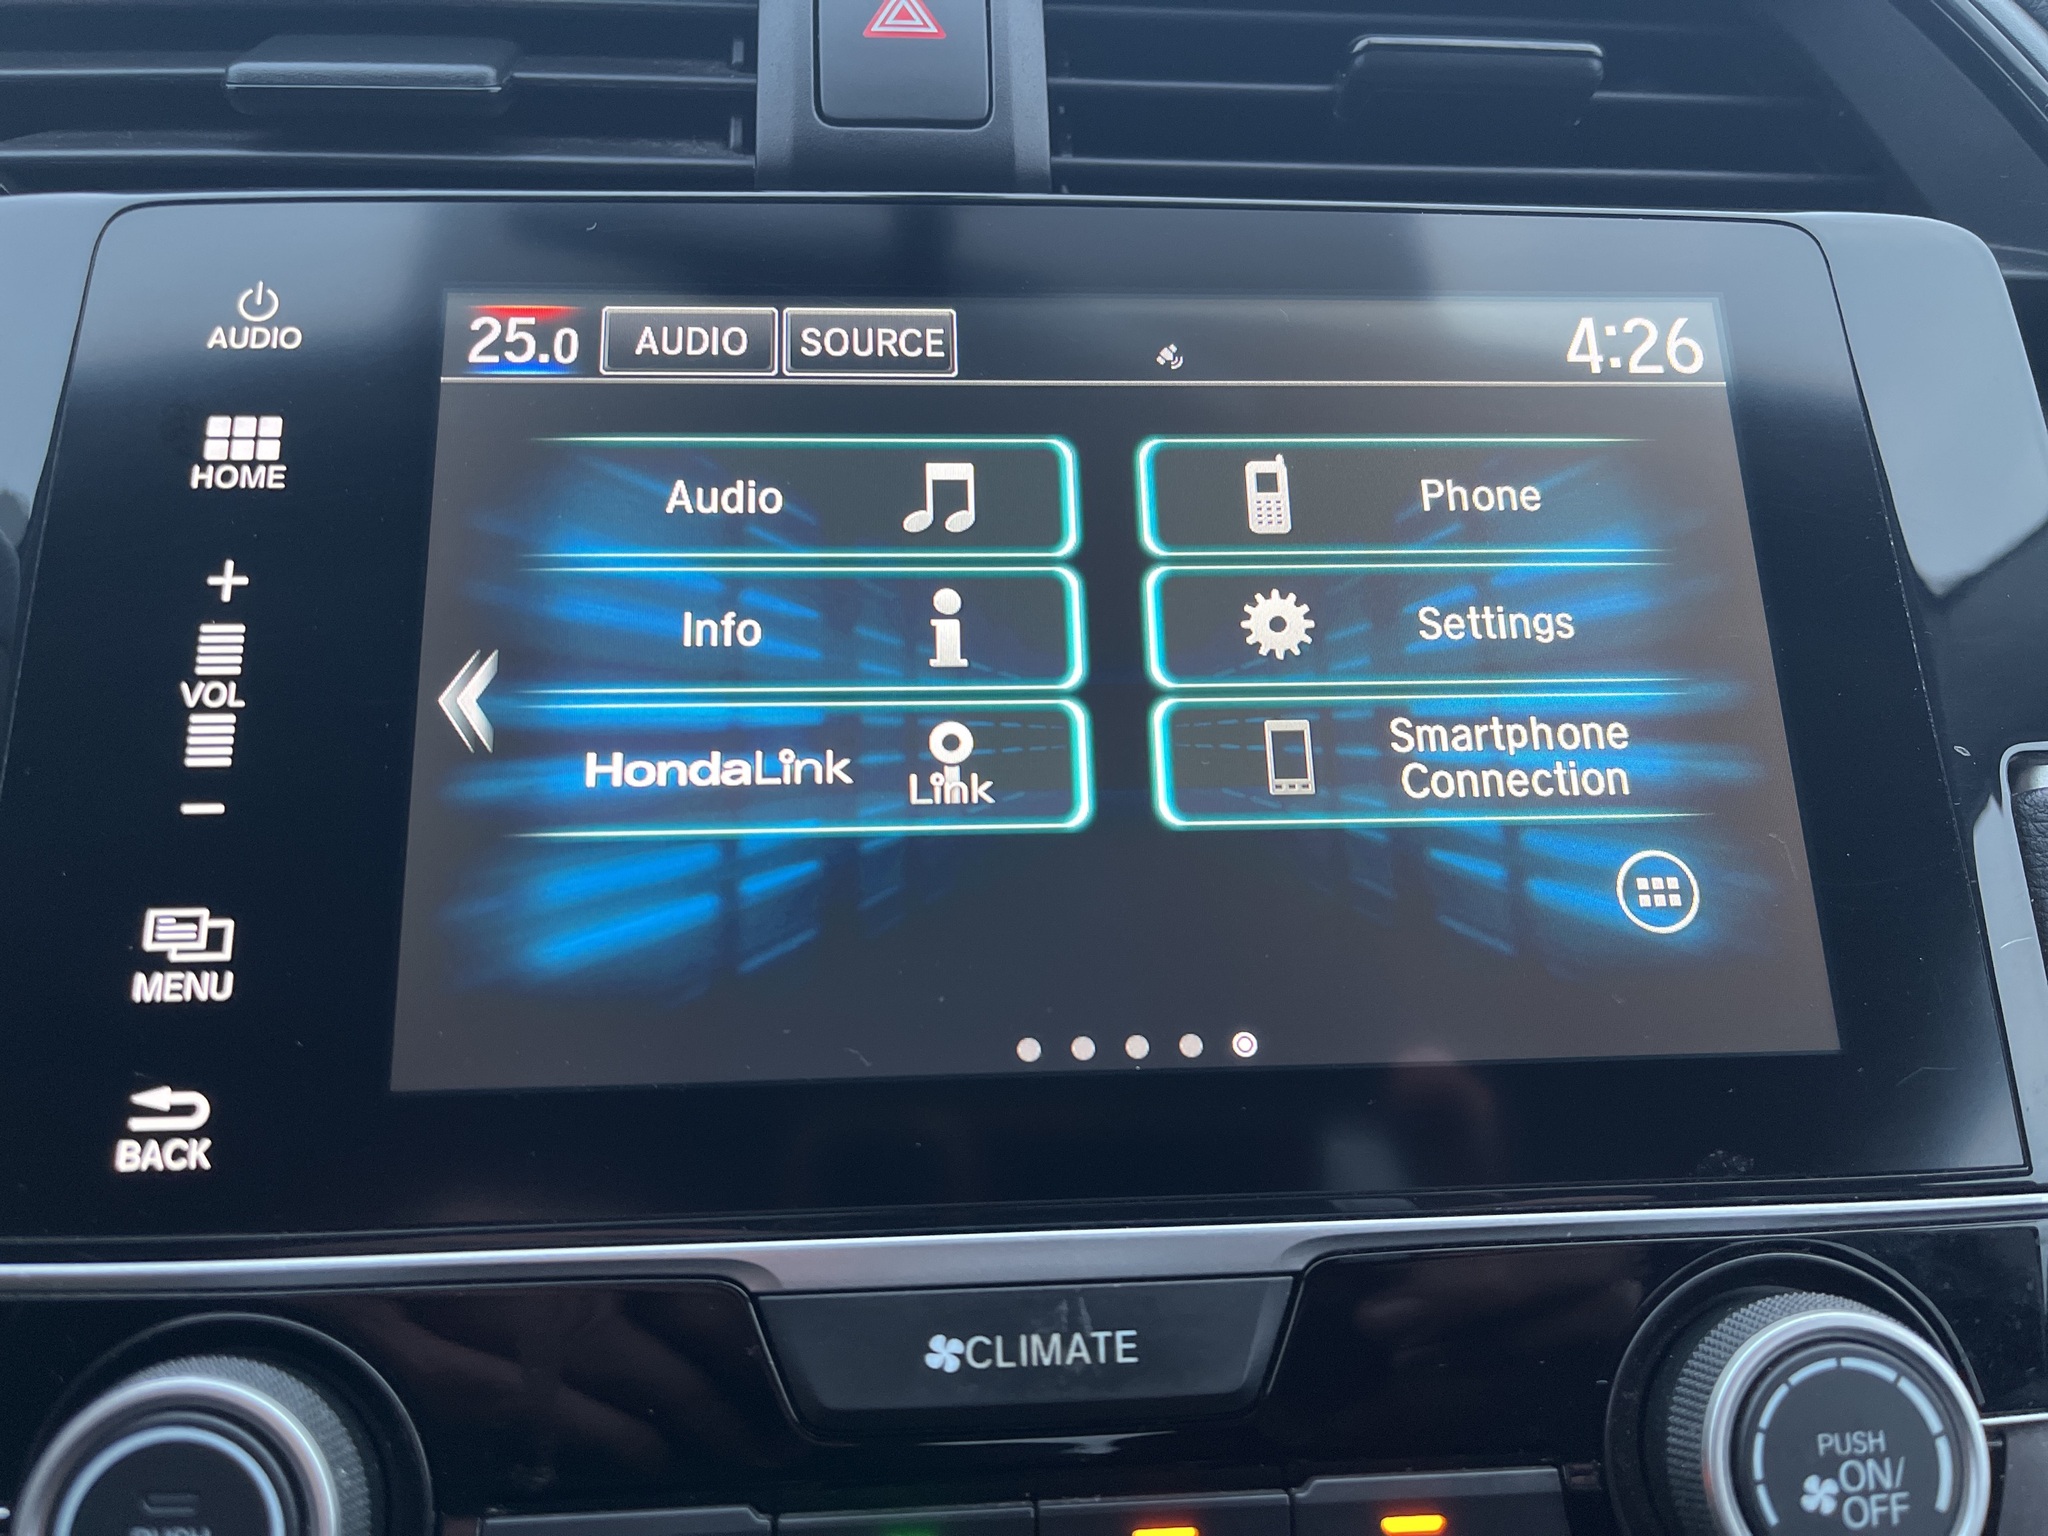 AUDIO
HOME
VOL
MENU
BACK
25.0 AUDIO SOURCE 4:26
Audio Phone
Info Settings
HondaLink Link Smartphone
Connection
CLIMATE
PUSH
ON/
OFF
PUSH